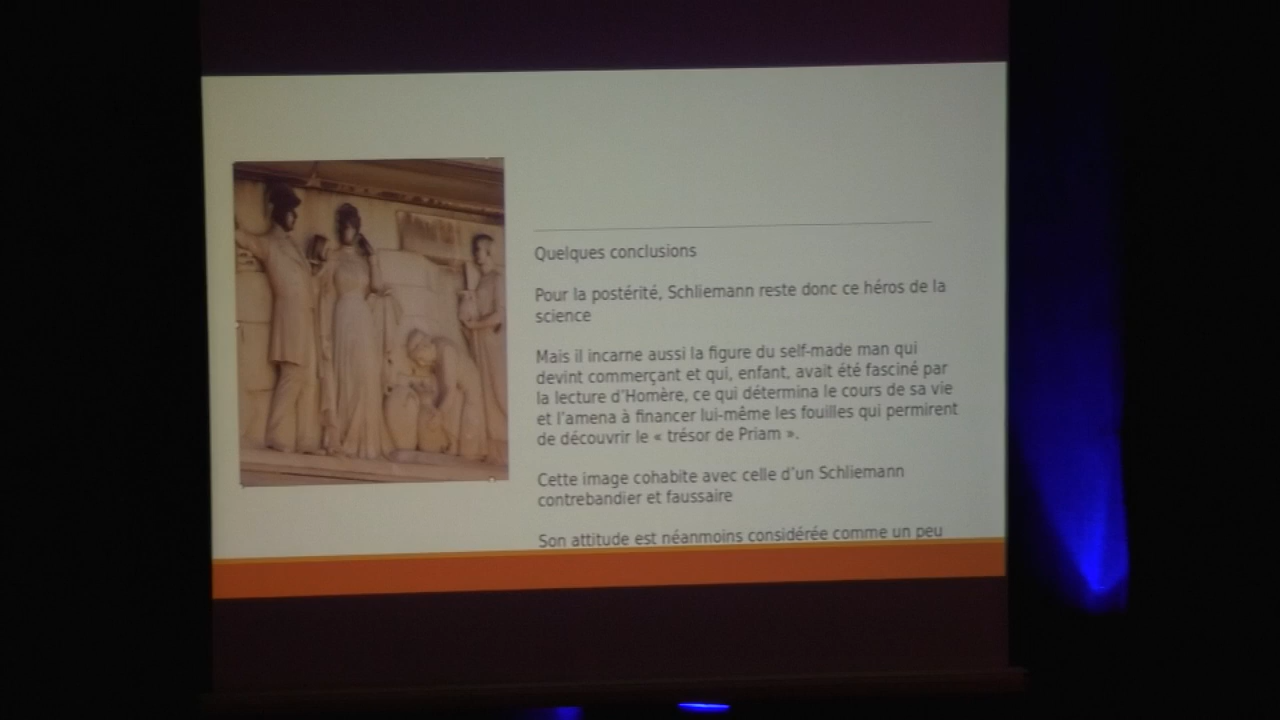 Quelques conclusions
Pour la postérité, Schliemann reste donc ce héros de la
science
Mais il incarne aussi la figure du self-made man qui
devint commerçant et qui, enfant, avait été fasciné par
la lecture d'Homère, ce qui détermina le cours de sa vie
et l'amena à financer lui-même les fouilles qui permirent
de découvrir le « trésor de Priam ».
Cette image cohabite avec celle d'un Schliemann
contrebandier et faussaire
Son attitude est néanmoins considérée comme un peu